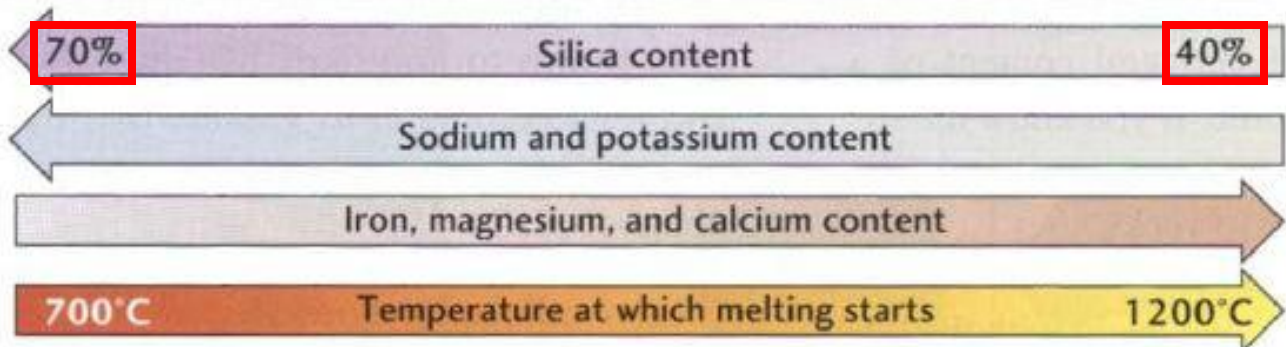 70% Silica content 40%
Sodium and potassium content
Iron, magnesium, and calcium content
700°C Temperature at which melting starts 1200°C